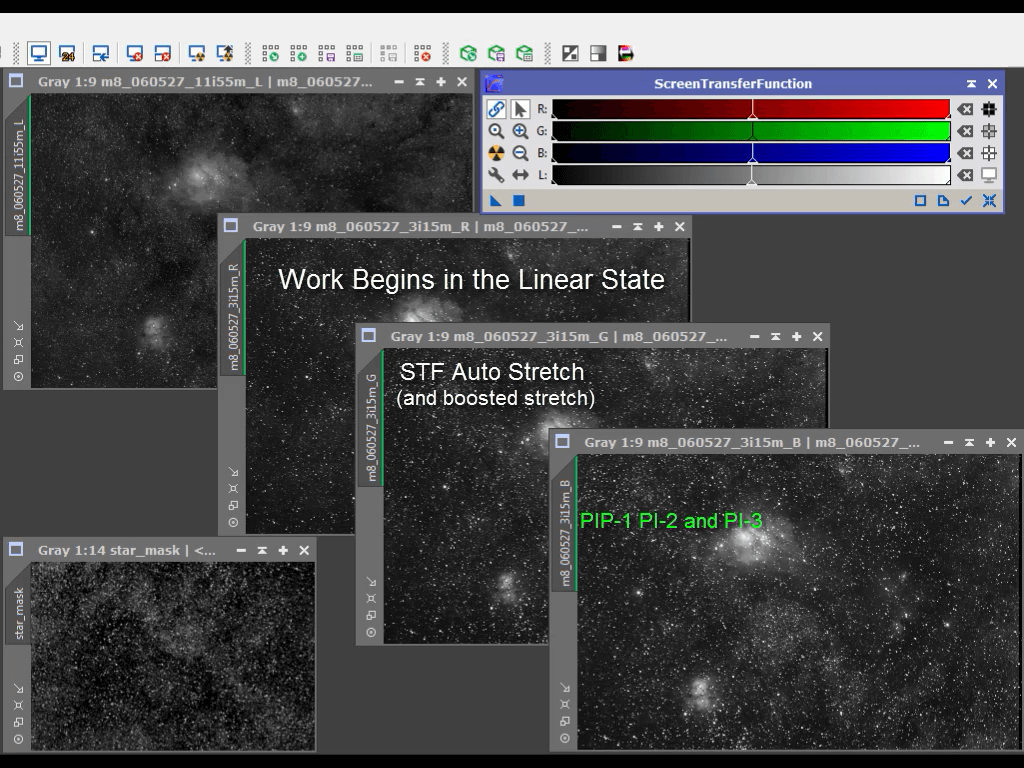 24
Gray 1:9 m8_060527_11i55m_L | m8_060527...
ScreenTransferFunction
R:
G:
B:
L:
m8_060527_11i55m_L
Gray 1:9 m8_060527_3i15m_R | m8_060527_...
m8_060527_3i15m_R
Work Begins in the Linear State
Gray 1:9 m8_060527_3i15m_G | m8_060527_...
m8_060527_3i15m_G
STF Auto Stretch
(and boosted stretch)
Gray 1:9 m8_060527_3i15m_B | m8_060527_...
m8_060527_3i15m_B
PIP-1 PI-2 and PI-3
Gray 1:14 star_mask | <...
star_mask